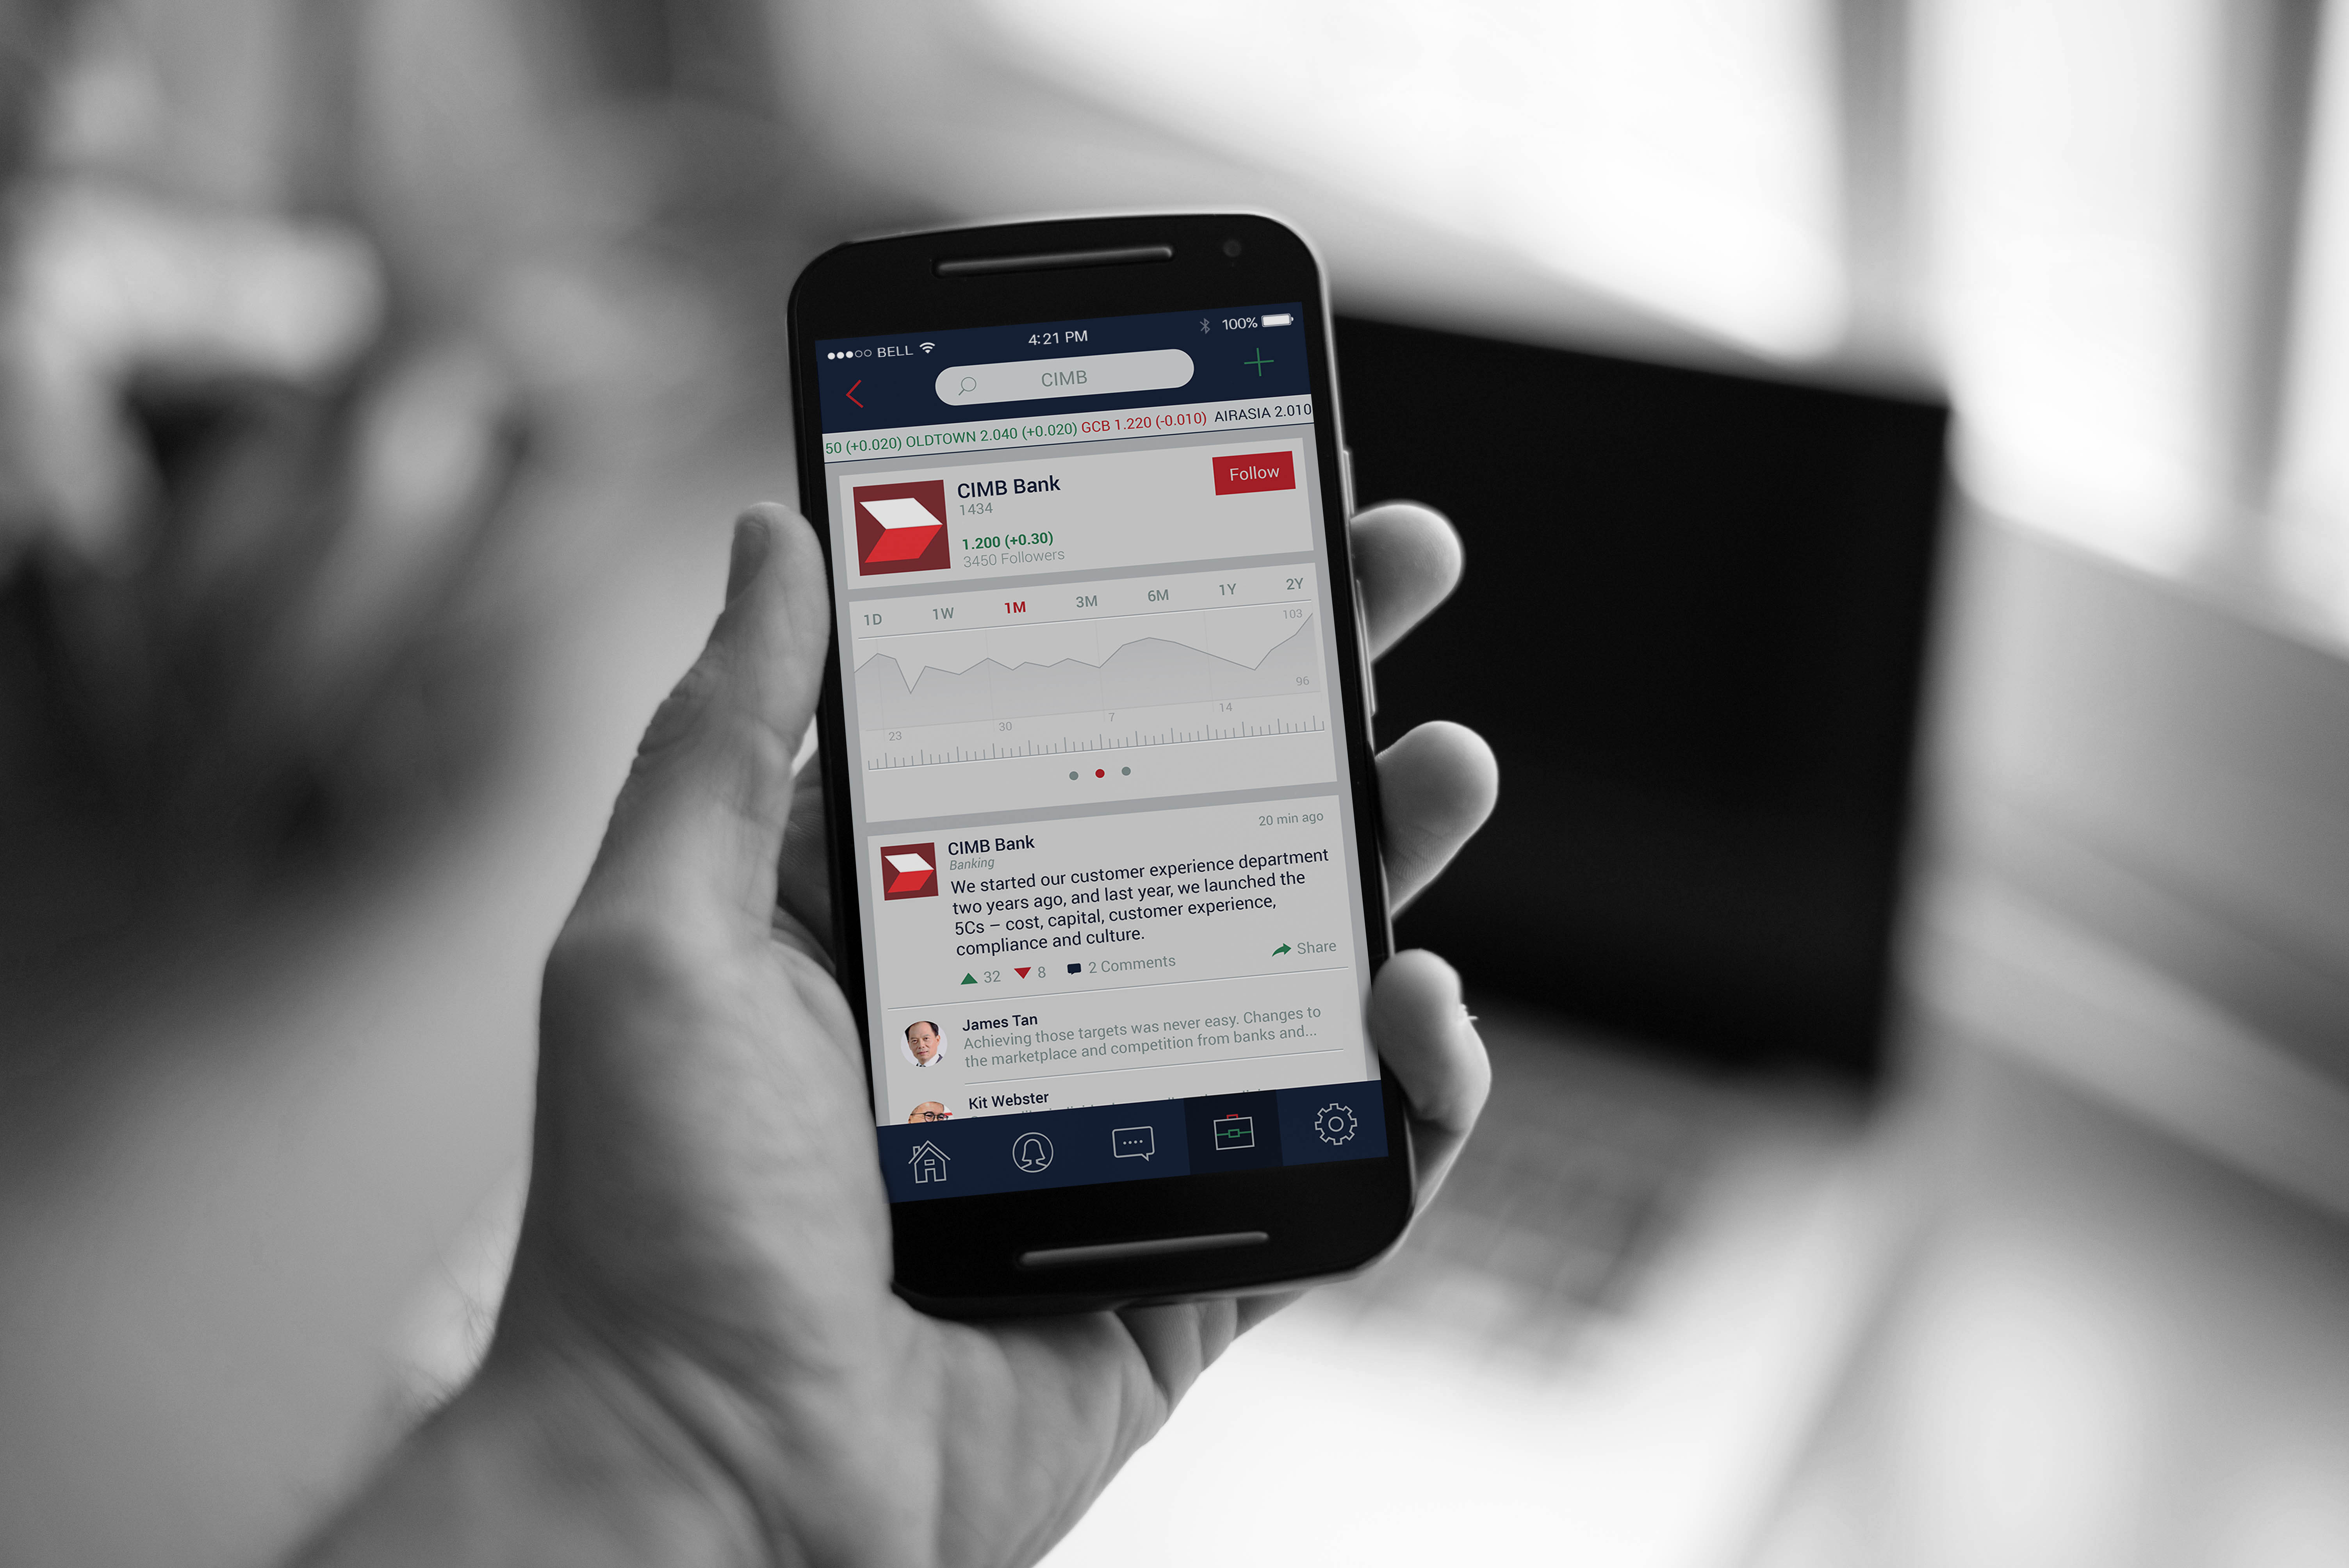 BELL 4:21 PM 100%
CIMB
50 (+0.020) OLDTOWN 2.040 (+0.020) GCB 1.220 (-0.010) AIRASIA 2.010
CIMB Bank
Follow
1434
1.200 (+0.30)
3450 Followers
1D 1W 1M 3M 6M 1Y 2Y
103
96
23 30 7 14
CIMB Bank
20 min ago
Banking
We started our customer experience department
two years ago, and last year, we launched the
5Cs – cost, capital, customer experience,
compliance and culture.
32 8 2 Comments Share
James Tan
Achieving those targets was never easy. Changes to
the marketplace and competition from banks and...
Kit Webster